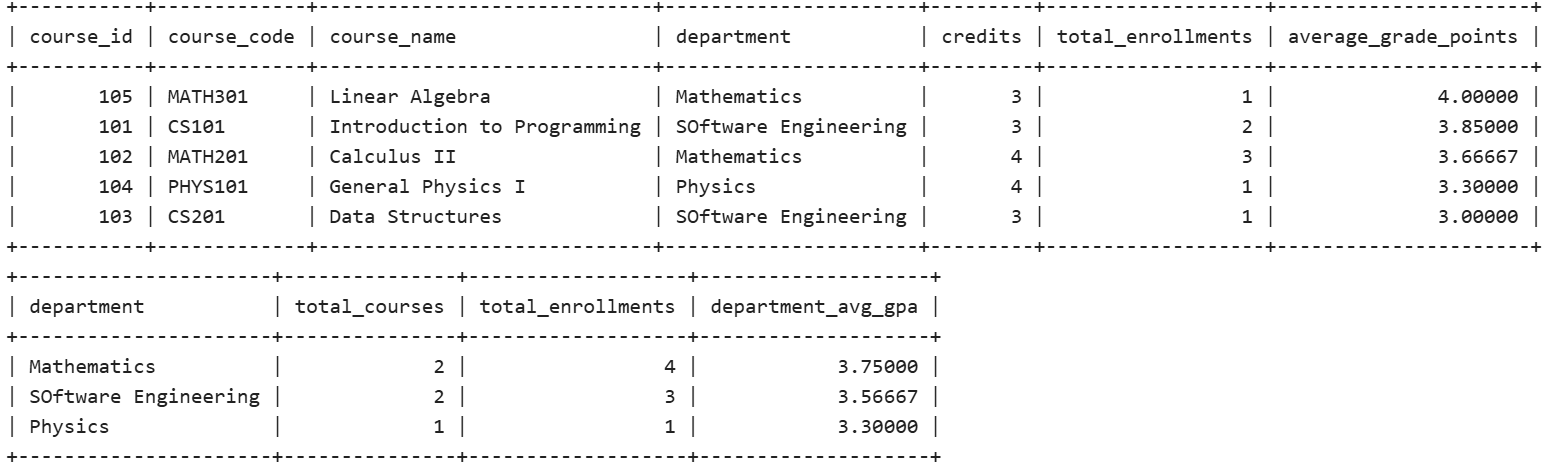 +-----------+-------------+-----------------------------+----------------------+---------+-------------------+----------------------+
| course_id | course_code | course_name                 | department           | credits | total_enrollments | average_grade_points |
+-----------+-------------+-----------------------------+----------------------+---------+-------------------+----------------------+
|       105 | MATH301     | Linear Algebra              | Mathematics          |       3 |                 1 |              4.00000 |
|       101 | CS101       | Introduction to Programming | SOftware Engineering |       3 |                 2 |              3.85000 |
|       102 | MATH201     | Calculus II                 | Mathematics          |       4 |                 3 |              3.66667 |
|       104 | PHYS101     | General Physics I           | Physics              |       4 |                 1 |              3.30000 |
|       103 | CS201       | Data Structures             | SOftware Engineering |       3 |                 1 |              3.00000 |
+-----------+-------------+-----------------------------+----------------------+---------+-------------------+----------------------+
+----------------------+---------------+-------------------+--------------------+
| department           | total_courses | total_enrollments | department_avg_gpa |
+----------------------+---------------+-------------------+--------------------+
| Mathematics          |             2 |                 4 |            3.75000 |
| SOftware Engineering |             2 |                 3 |            3.56667 |
| Physics              |             1 |                 1 |            3.30000 |
+----------------------+---------------+-------------------+--------------------+